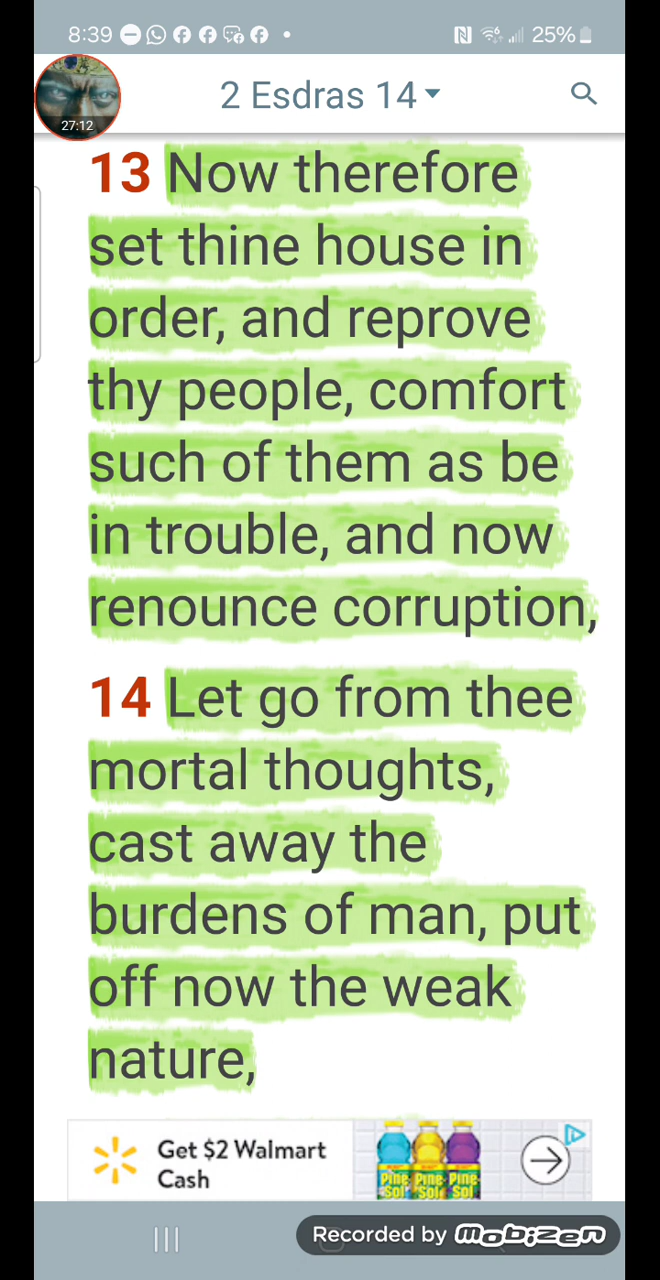 8:39
25%
27:12
2 Esdras 14
13 Now therefore
set thine house in
order, and reprove
thy people, comfort
such of them as be
in trouble, and now
renounce corruption,
14 Let go from thee
mortal thoughts,
cast away the
burdens of man, put
off now the weak
nature,
Get $2 Walmart
Cash
Pine Pine Pine
Sol Sol Sol
Recorded by mobizen